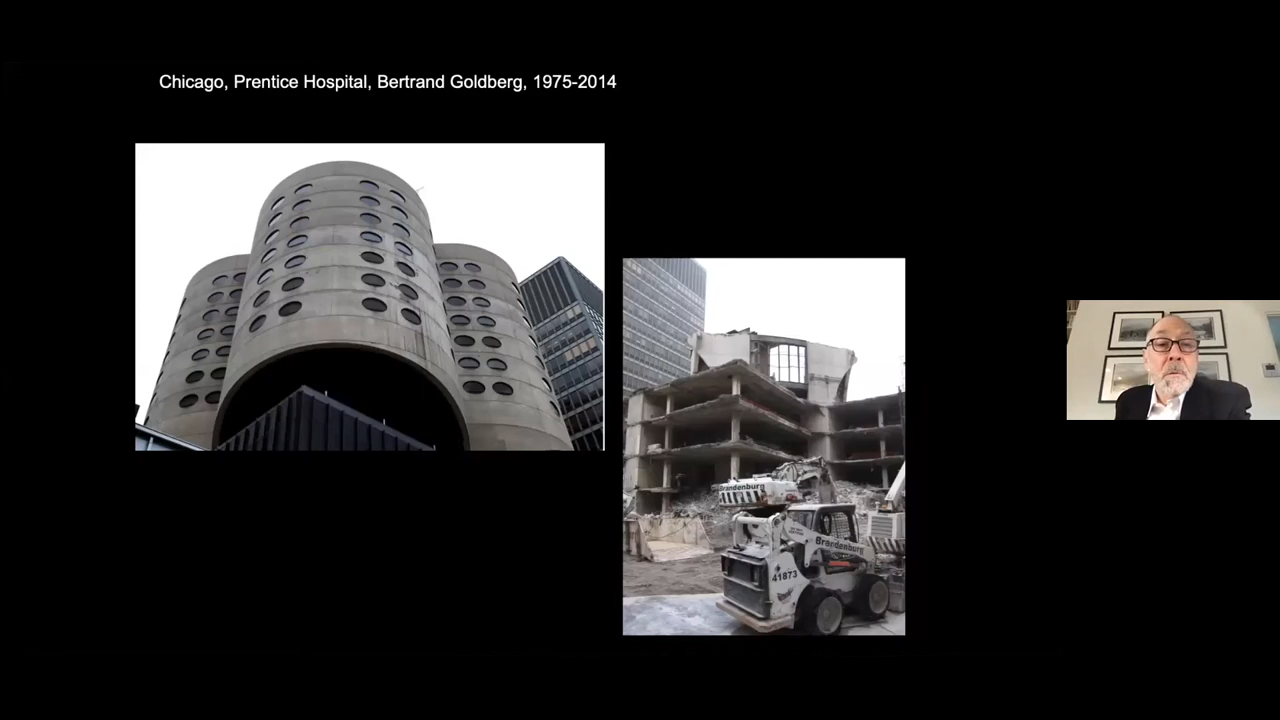 Chicago, Prentice Hospital, Bertrand Goldberg, 1975-2014
Brandenburg
Brandenburg
41873